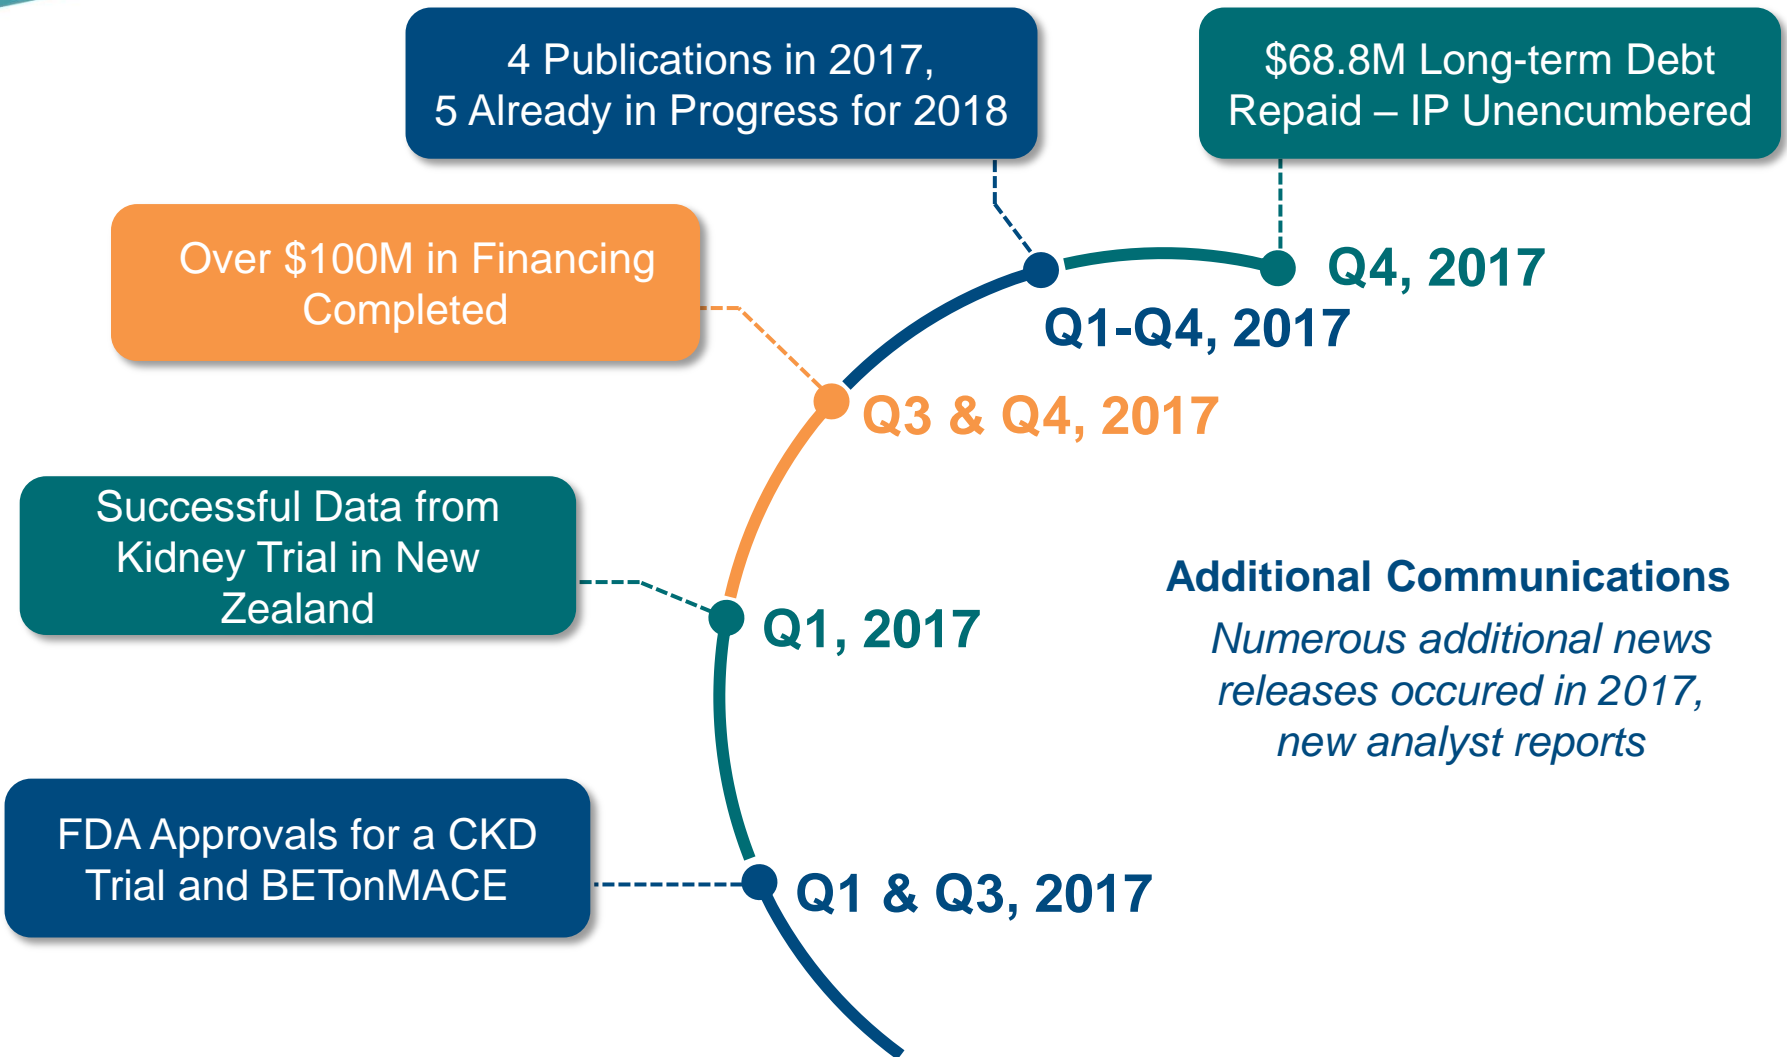 4 Publications in 2017,
5 Already in Progress for 2018
$68.8M Long-term Debt
Repaid – IP Unencumbered
Over $100M in Financing
Completed
Q4, 2017
Q1-Q4, 2017
Q3 & Q4, 2017
Successful Data from
Kidney Trial in New
Zealand
Q1, 2017
Additional Communications
Numerous additional news
releases occured in 2017,
new analyst reports
FDA Approvals for a CKD
Trial and BETonMACE
Q1 & Q3, 2017